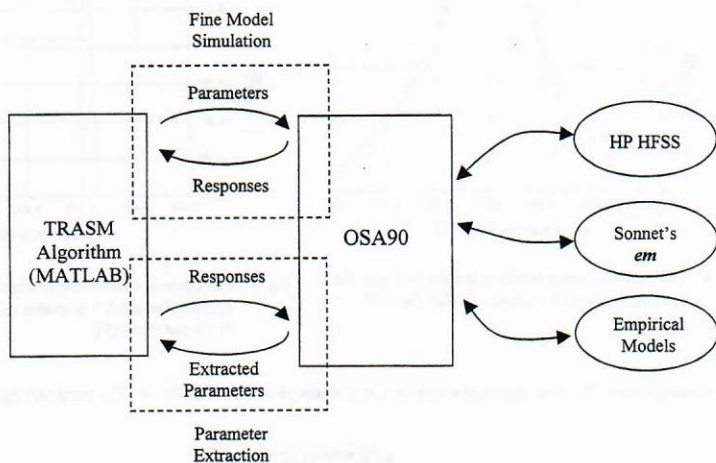 Fine Model
Simulation
Parameters
Responses
TRASM
Algorithm
(MATLAB)
OSA90
Responses
Extracted
Parameters
Parameter
Extraction
HP HFSS
Sonnet's
em
Empirical
Models